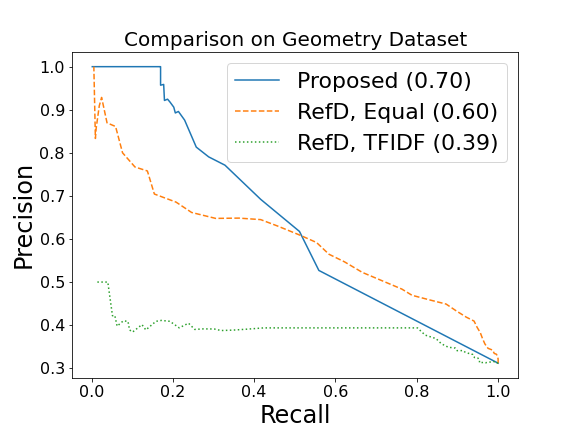 Comparison on Geometry Dataset
Proposed (0.70)
RefD, Equal (0.60)
RefD, TFIDF (0.39)
Precision
1.0
0.9
0.8
0.7
0.6
0.5
0.4
0.3
0.0 0.2 0.4 0.6 0.8 1.0
Recall